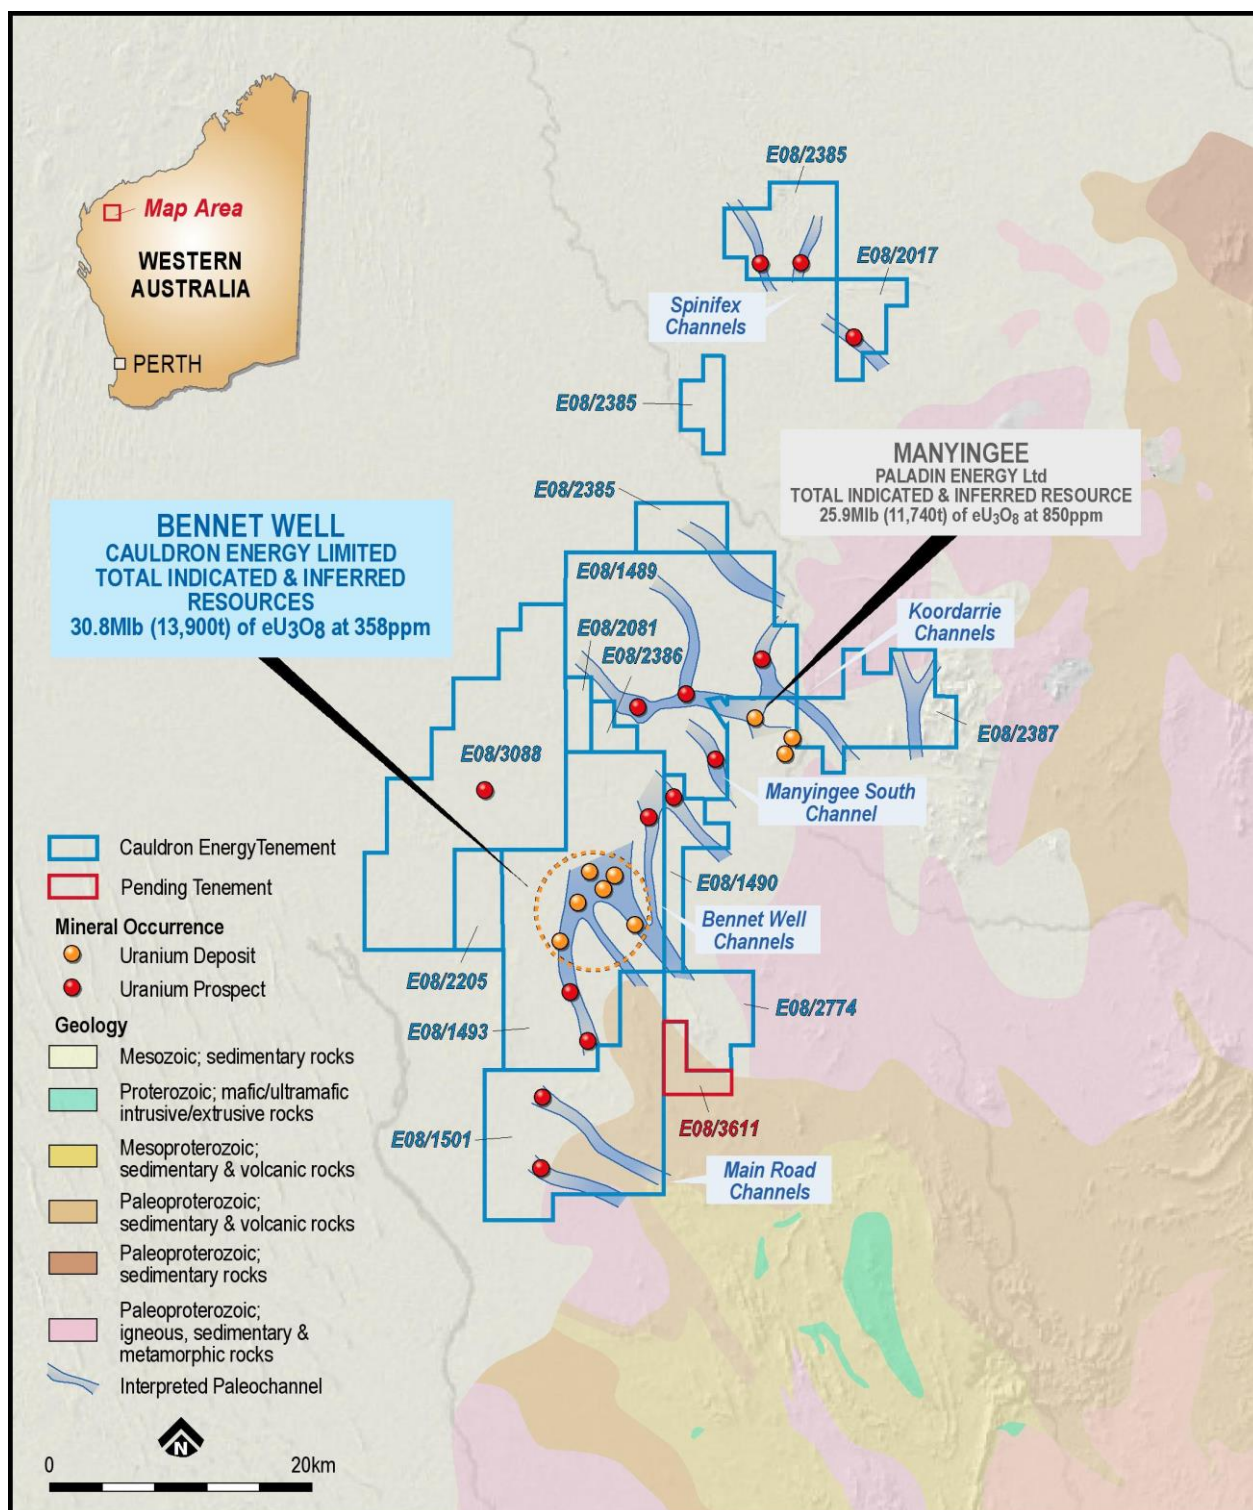 Map Area
WESTERN
AUSTRALIA
PERTH
E08/2385
E08/2017
Spinifex
Channels
E08/2385
MANYINGEE
PALADIN ENERGY Ltd
TOTAL INDICATED & INFERRED RESOURCE
25.9Mlb (11,740t) of eU₃O₈ at 850ppm
E08/2385
BENNET WELL
CAULDRON ENERGY LIMITED
TOTAL INDICATED & INFERRED
RESOURCES
30.8Mlb (13,900t) of eU₃O₈ at 358ppm
E08/1489
Koordarrie
Channels
E08/2081
E08/2386
E08/2387
E08/3088
Manyingee South
Channel
E08/1490
Bennet Well
Channels
E08/2205
E08/2774
E08/1493
E08/3611
E08/1501
Main Road
Channels
Cauldron EnergyTenement
Pending Tenement
Mineral Occurrence
Uranium Deposit
Uranium Prospect
Geology
Mesozoic; sedimentary rocks
Proterozoic; mafic/ultramafic
intrusive/extrusive rocks
Mesoproterozoic;
sedimentary & volcanic rocks
Paleoproterozoic;
sedimentary & volcanic rocks
Paleoproterozoic;
sedimentary rocks
Paleoproterozoic;
igneous, sedimentary &
metamorphic rocks
Interpreted Paleochannel
N
0 20km